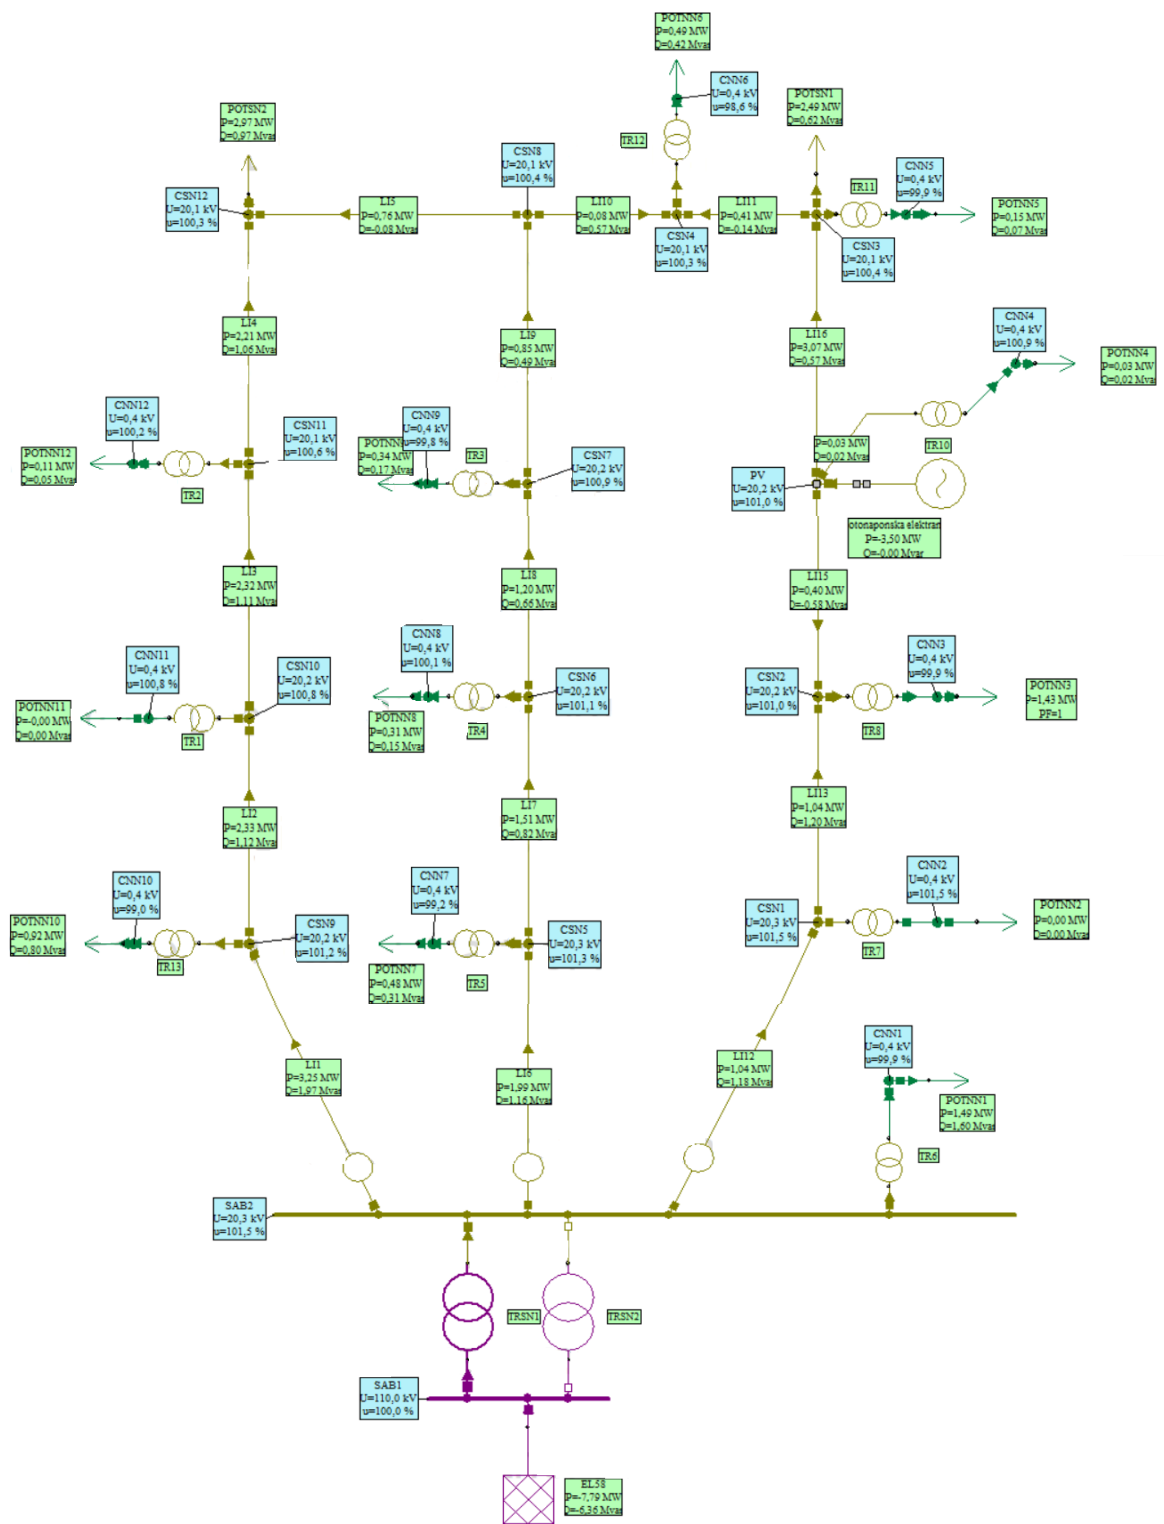 POTNN6
P=0,49 MW
Q=0,42 Mvar
CNN6
U=0,4 kV
u=98,6 %
TR12
POTSN2
P=2,97 MW
Q=0,97 Mvar
POTSN1
P=2,49 MW
Q=0,62 Mvar
CSN12
U=20,1 kV
u=100,3 %
LI5
P=0,76 MW
Q=-0,08 Mvar
CSN8
U=20,1 kV
u=100,4 %
LI10
P=0,08 MW
Q=0,57 Mvar
CSN4
U=20,1 kV
u=100,3 %
LI11
P=0,41 MW
Q=-0,14 Mvar
TR11
CNN5
U=0,4 kV
u=99,9 %
POTNN5
P=0,15 MW
Q=0,07 Mvar
CSN3
U=20,1 kV
u=100,4 %
LI4
P=2,21 MW
Q=1,06 Mvar
LI9
P=0,85 MW
Q=0,49 Mvar
LI16
P=3,07 MW
Q=0,57 Mvar
CNN4
U=0,4 kV
u=100,9 %
POTNN4
P=0,03 MW
Q=0,02 Mvar
TR10
P=0,03 MW
Q=0,02 Mvar
CNN12
U=0,4 kV
u=100,2 %
POTNN12
P=0,11 MW
Q=0,05 Mvar
TR2
CSN11
U=20,1 kV
u=100,6 %
CNN9
U=0,4 kV
u=99,8 %
POTNN9
P=0,34 MW
Q=0,17 Mvar
TR3
CSN7
U=20,2 kV
u=100,9 %
PV
U=20,2 kV
u=101,0 %
otonaponska elektran
P=-3,50 MW
Q=-0,00 Mvar
LI3
P=2,32 MW
Q=1,11 Mvar
LI8
P=1,20 MW
Q=0,66 Mvar
LI15
P=0,40 MW
Q=-0,58 Mvar
CNN11
U=0,4 kV
u=100,8 %
POTNN11
P=-0,00 MW
Q=0,00 Mvar
TR1
CSN10
U=20,2 kV
u=100,8 %
CNN8
U=0,4 kV
u=100,1 %
POTNN8
P=0,31 MW
Q=0,15 Mvar
TR4
CSN6
U=20,2 kV
u=101,1 %
CSN2
U=20,2 kV
u=101,0 %
TR8
CNN3
U=0,4 kV
u=99,9 %
POTNN3
P=1,43 MW
PF=1
LI2
P=2,33 MW
Q=1,12 Mvar
LI7
P=1,51 MW
Q=0,82 Mvar
LI13
P=1,04 MW
Q=1,20 Mvar
CNN10
U=0,4 kV
u=99,0 %
POTNN10
P=0,92 MW
Q=0,80 Mvar
TR13
CSN9
U=20,2 kV
u=101,2 %
CNN7
U=0,4 kV
u=99,2 %
POTNN7
P=0,48 MW
Q=0,31 Mvar
TR5
CSN5
U=20,3 kV
u=101,3 %
CSN1
U=20,3 kV
u=101,5 %
TR7
CNN2
U=0,4 kV
u=101,5 %
POTNN2
P=0,00 MW
Q=0,00 Mvar
LI1
P=3,25 MW
Q=1,97 Mvar
LI6
P=1,99 MW
Q=1,16 Mvar
LI12
P=1,04 MW
Q=1,18 Mvar
CNN1
U=0,4 kV
u=99,9 %
POTNN1
P=1,49 MW
Q=1,60 Mvar
TR6
SAB2
U=20,3 kV
u=101,5 %
TRSN1
TRSN2
SAB1
U=110,0 kV
u=100,0 %
EL58
P=-7,79 MW
Q=-6,36 Mvar